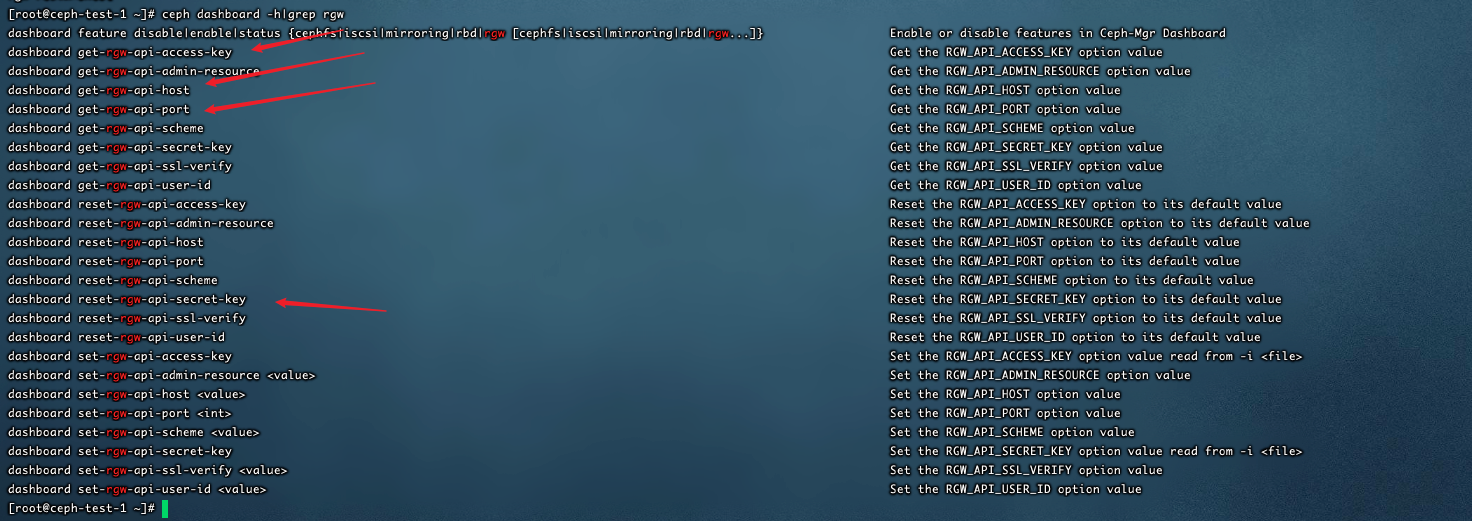 [root@ceph-test-1 ~]# ceph dashboard -h|grep rgw
dashboard feature disable|enable|status {cephfs|iscsi|mirroring|rbd|rgw [cephfs|iscsi|mirroring|rbd|rgw...]} Enable or disable features in Ceph-Mgr Dashboard
dashboard get-rgw-api-access-key Get the RGW_API_ACCESS_KEY option value
dashboard get-rgw-api-admin-resource Get the RGW_API_ADMIN_RESOURCE option value
dashboard get-rgw-api-host Get the RGW_API_HOST option value
dashboard get-rgw-api-port Get the RGW_API_PORT option value
dashboard get-rgw-api-scheme Get the RGW_API_SCHEME option value
dashboard get-rgw-api-secret-key Get the RGW_API_SECRET_KEY option value
dashboard get-rgw-api-ssl-verify Get the RGW_API_SSL_VERIFY option value
dashboard get-rgw-api-user-id Get the RGW_API_USER_ID option value
dashboard reset-rgw-api-access-key Reset the RGW_API_ACCESS_KEY option to its default value
dashboard reset-rgw-api-admin-resource Reset the RGW_API_ADMIN_RESOURCE option to its default value
dashboard reset-rgw-api-host Reset the RGW_API_HOST option to its default value
dashboard reset-rgw-api-port Reset the RGW_API_PORT option to its default value
dashboard reset-rgw-api-scheme Reset the RGW_API_SCHEME option to its default value
dashboard reset-rgw-api-secret-key Reset the RGW_API_SECRET_KEY option to its default value
dashboard reset-rgw-api-ssl-verify Reset the RGW_API_SSL_VERIFY option to its default value
dashboard reset-rgw-api-user-id Reset the RGW_API_USER_ID option to its default value
dashboard set-rgw-api-access-key Set the RGW_API_ACCESS_KEY option value read from -i <file>
dashboard set-rgw-api-admin-resource <value> Set the RGW_API_ADMIN_RESOURCE option value
dashboard set-rgw-api-host <value> Set the RGW_API_HOST option value
dashboard set-rgw-api-port <int> Set the RGW_API_PORT option value
dashboard set-rgw-api-scheme <value> Set the RGW_API_SCHEME option value
dashboard set-rgw-api-secret-key Set the RGW_API_SECRET_KEY option value read from -i <file>
dashboard set-rgw-api-ssl-verify <value> Set the RGW_API_SSL_VERIFY option value
dashboard set-rgw-api-user-id <value> Set the RGW_API_USER_ID option value
[root@ceph-test-1 ~]#